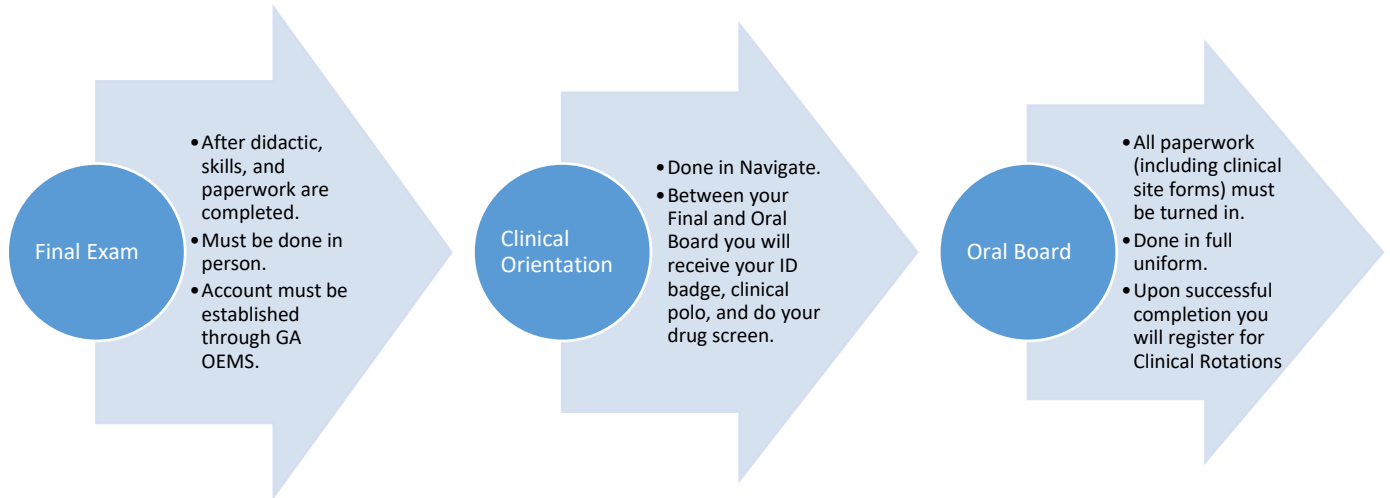 Final Exam
•After didactic,
skills, and
paperwork are
completed.
•Must be done in
person.
•Account must be
established
through GA
OEMS.
Clinical
Orientation
•Done in Navigate.
•Between your
Final and Oral
Board you will
receive your ID
badge, clinical
polo, and do your
drug screen.
Oral Board
•All paperwork
(including clinical
site forms) must
be turned in.
•Done in full
uniform.
•Upon successful
completion you
will register for
Clinical Rotations